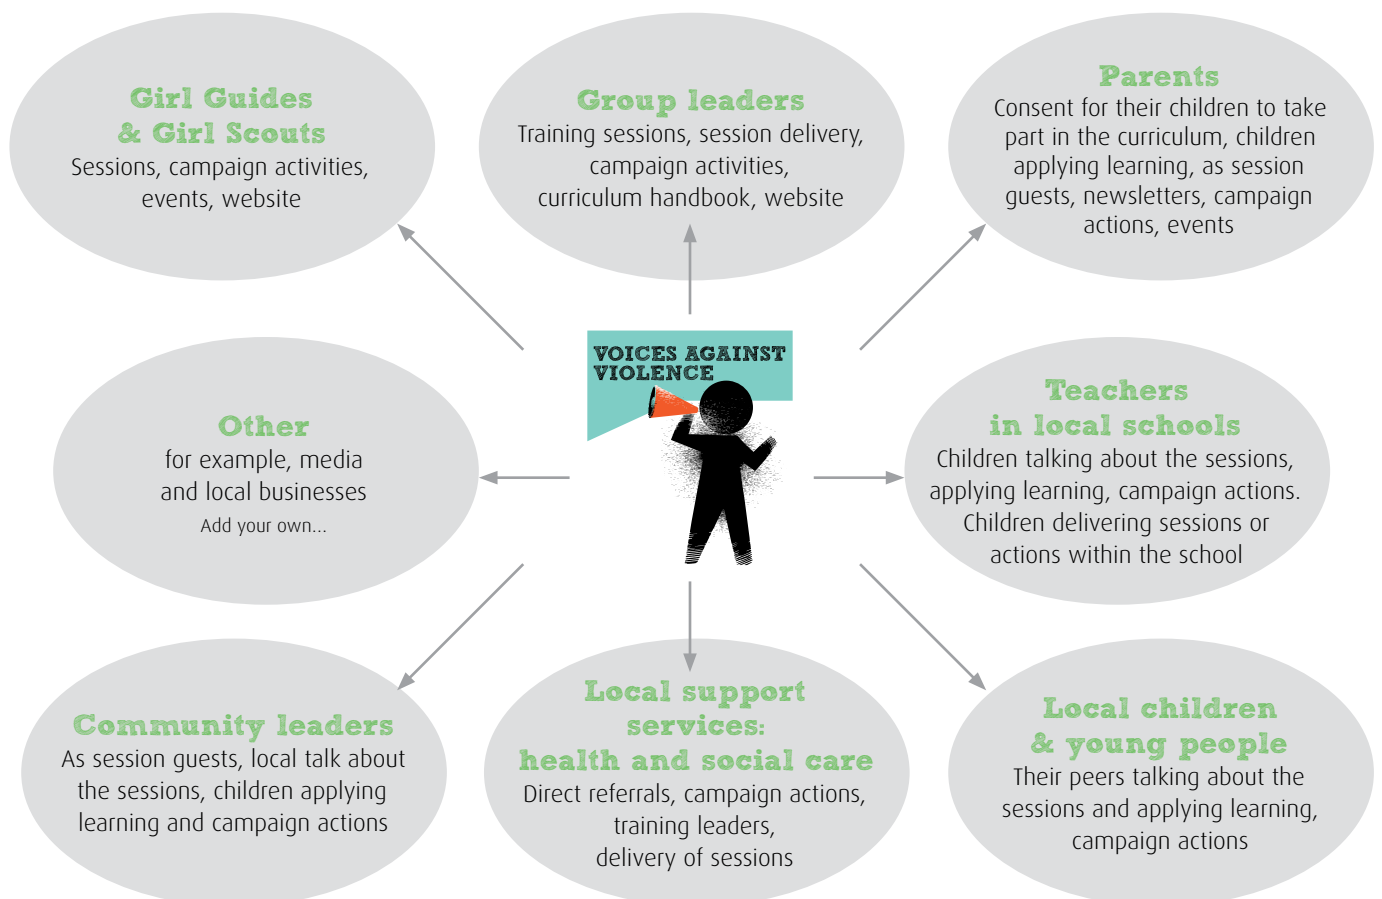 Girl Guides
& Girl Scouts
Sessions, campaign activities,
events, website
Group leaders
Training sessions, session delivery,
campaign activities,
curriculum handbook, website
Parents
Consent for their children to take
part in the curriculum, children
applying learning, as session
guests, newsletters, campaign
actions, events
Other
for example, media
and local businesses
Add your own...
VOICES AGAINST
VIOLENCE
Teachers
in local schools
Children talking about the sessions,
applying learning, campaign actions.
Children delivering sessions or
actions within the school
Community leaders
As session guests, local talk about
the sessions, children applying
learning and campaign actions
Local support
services:
health and social care
Direct referrals, campaign actions,
training leaders,
delivery of sessions
Local children
& young people
Their peers talking about the
sessions and applying learning,
campaign actions